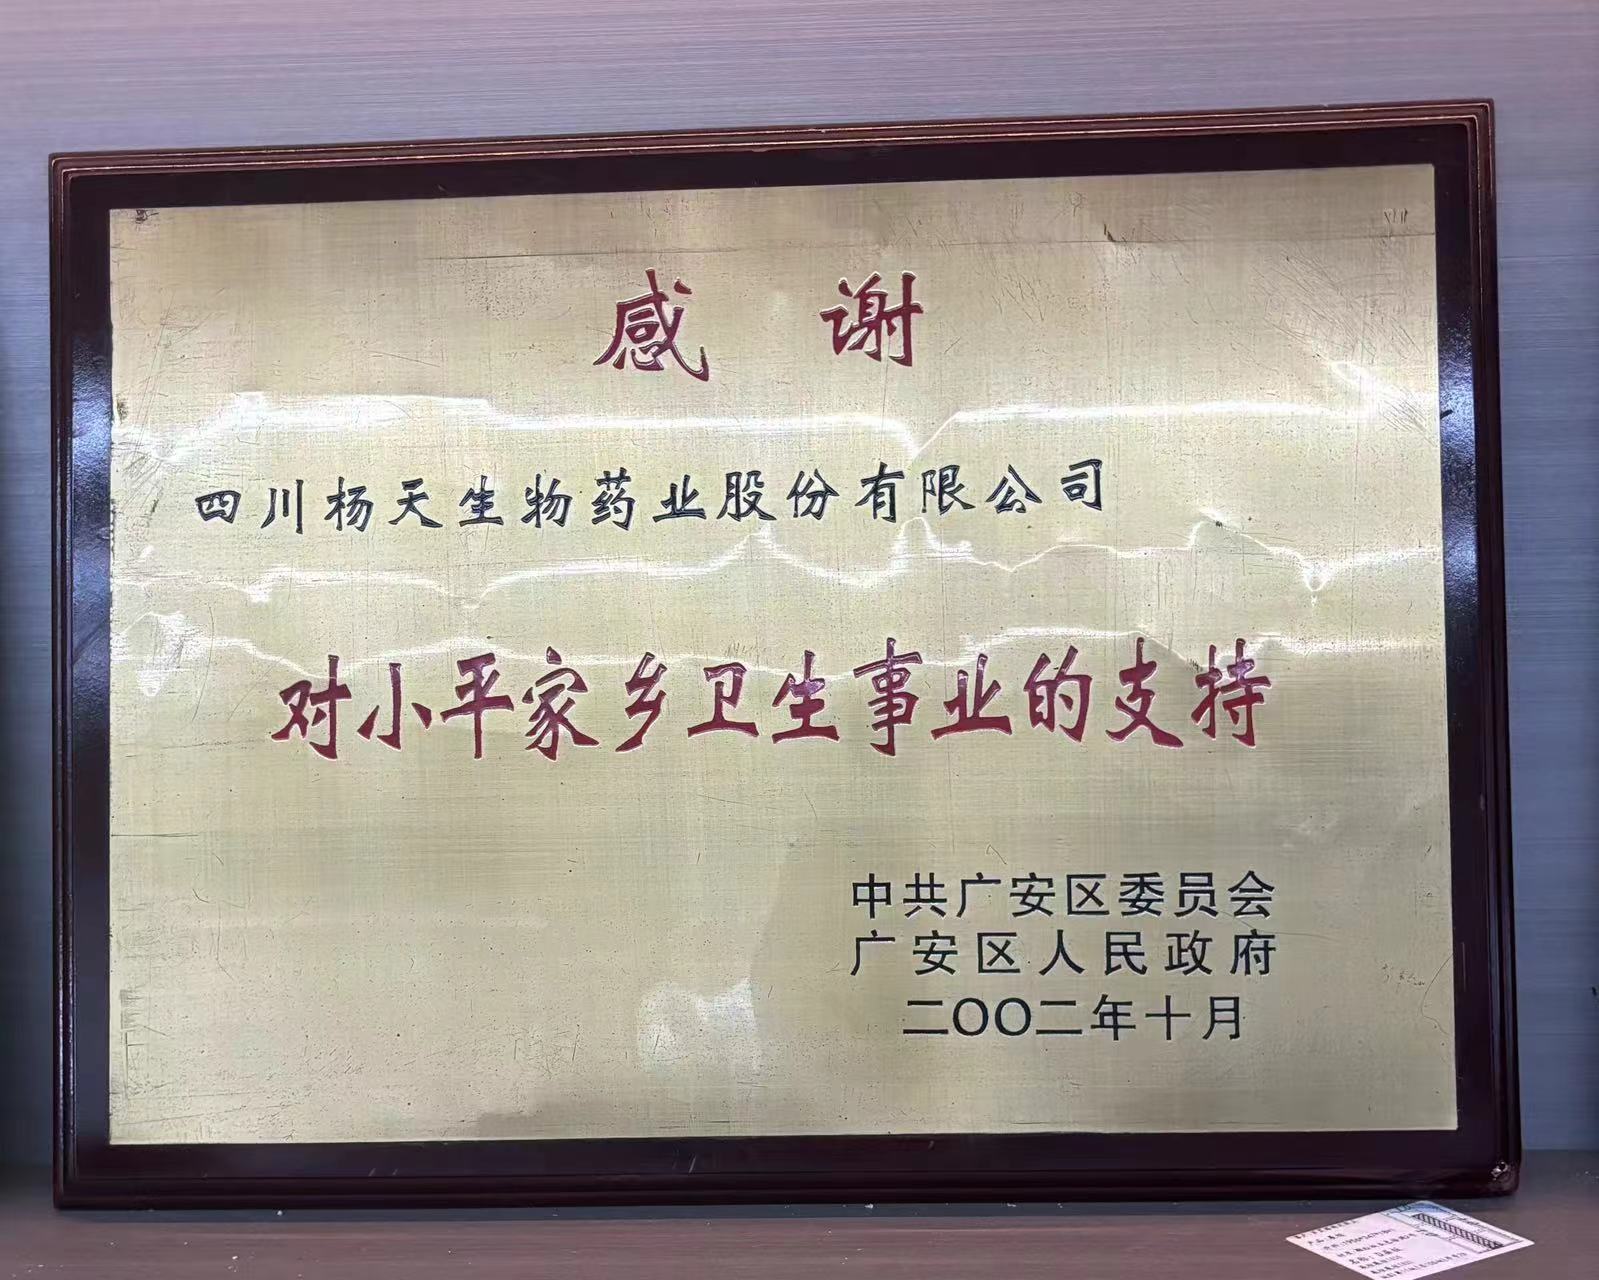 感谢
四川杨天生物药业股份有限公司
对小平家乡卫生事业的支持
中共广安区委员会
广安区人民政府
二〇〇二年十月